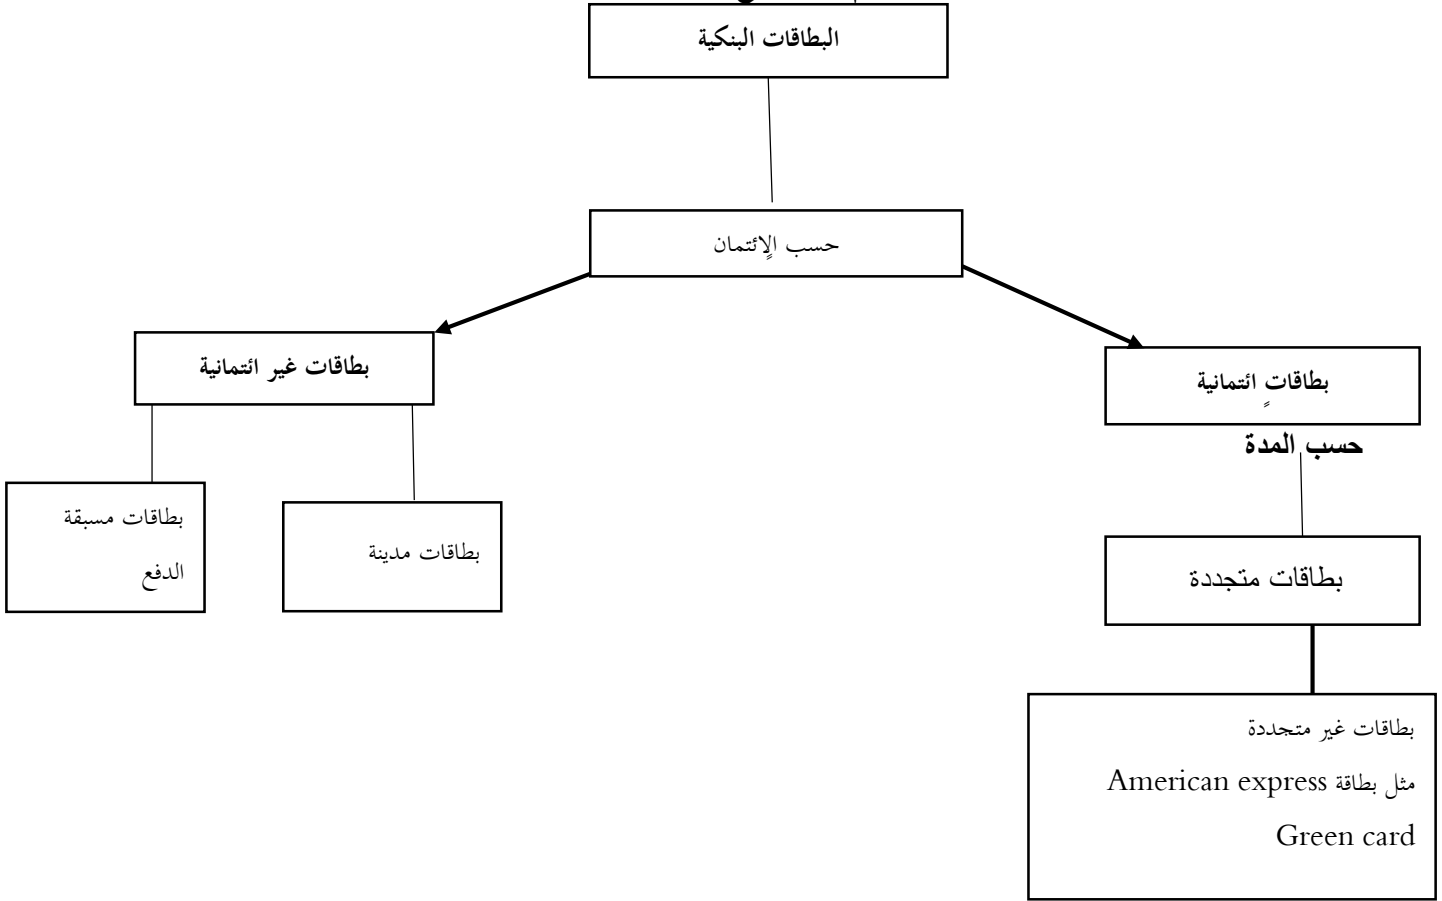 البطاقات البنكية
حسب الإئتمان
بطاقات ائتمانية
حسب المدة
بطاقات غير ائتمانية
بطاقات متجددة
بطاقات مدينة
بطاقات مسبقة
الدفع
بطاقات غير متجددة
مثل بطاقة American express
Green card